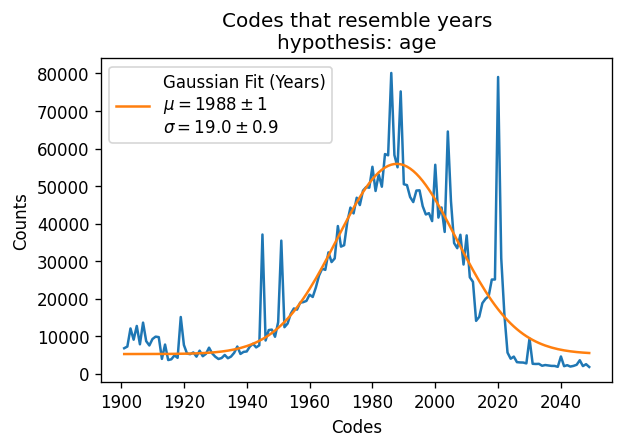 Codes that resemble years
hypothesis: age
80000
70000
60000
50000
40000
30000
20000
10000
0
Counts
Gaussian Fit (Years)
μ = 1988 ± 1
σ = 19.0 ± 0.9
1900 1920 1940 1960 1980 2000 2020 2040
Codes